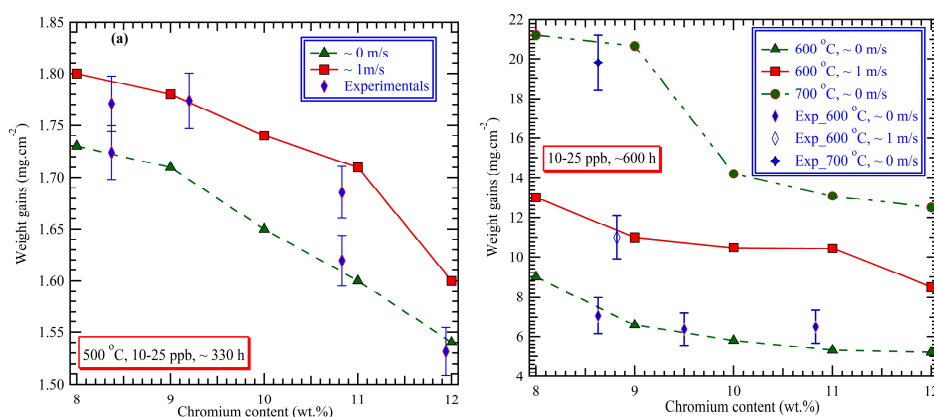 (a)
1.85
1.80
1.75
1.70
1.65
1.60
1.55
1.50
Weight gains (mg.cm-2)
~ 0 m/s
~ 1m/s
Experimentals
500 °C, 10-25 ppb, ~ 330 h
8 9 10 11 12
Chromium content (wt.%)
22
20
18
16
14
12
10
8
6
4
Weight gains (mg.cm-2)
600 °C, ~ 0 m/s
600 °C, ~ 1 m/s
700 °C, ~ 0 m/s
Exp_600 °C, ~ 0 m/s
Exp_600 °C, ~ 1 m/s
Exp_700 °C, ~ 0 m/s
10-25 ppb, ~600 h
8 9 10 11 12
Chromium content (wt.%)